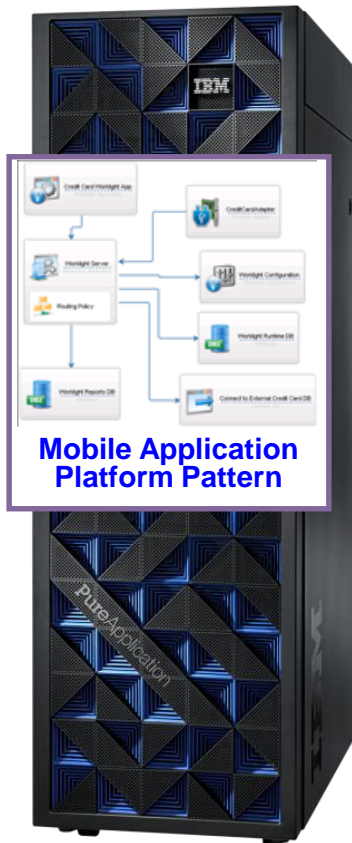 IBM
Credit Card Worklight App
CreditCardAdapter
Worklight Server
Worklight Configuration
Routing Policy
Worklight Runtime DB
Worklight Reports DB
Connect to External Credit Card DB
Mobile Application
Platform Pattern
PureApplication
IBM